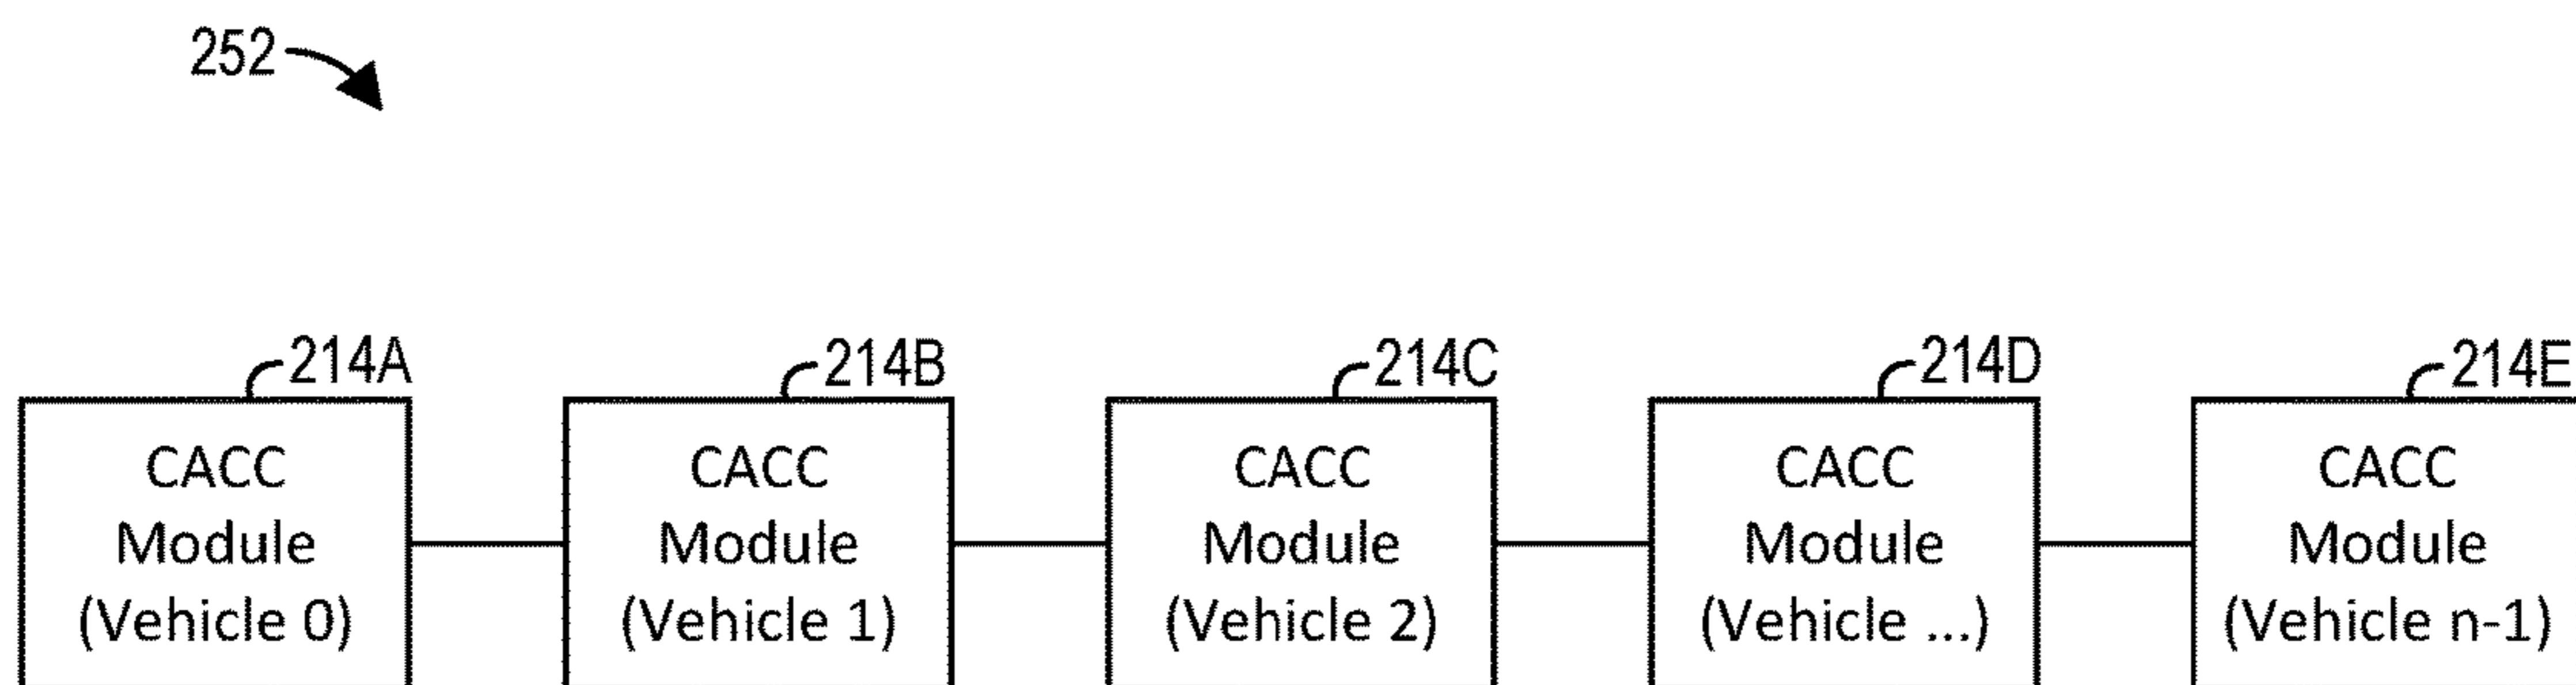 252
214A
214B
214C
214D
214E
CACC
Module
(Vehicle 0)
CACC
Module
(Vehicle 1)
CACC
Module
(Vehicle 2)
CACC
Module
(Vehicle ...)
CACC
Module
(Vehicle n-1)